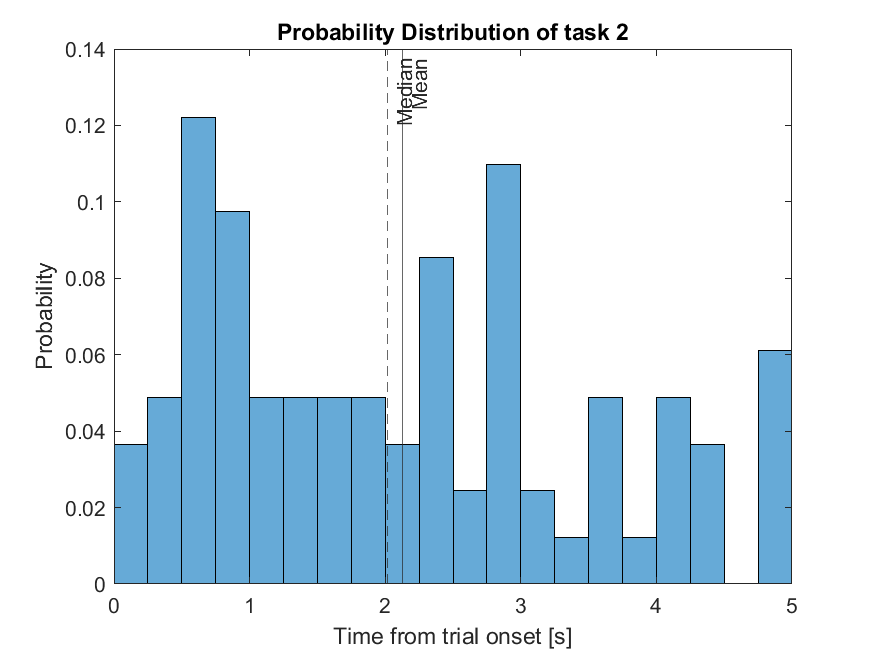 Probability Distribution of task 2
0.14
0.12
0.1
0.08
0.06
0.04
0.02
0
Probability
Median
Mean
0 1 2 3 4 5
Time from trial onset [s]